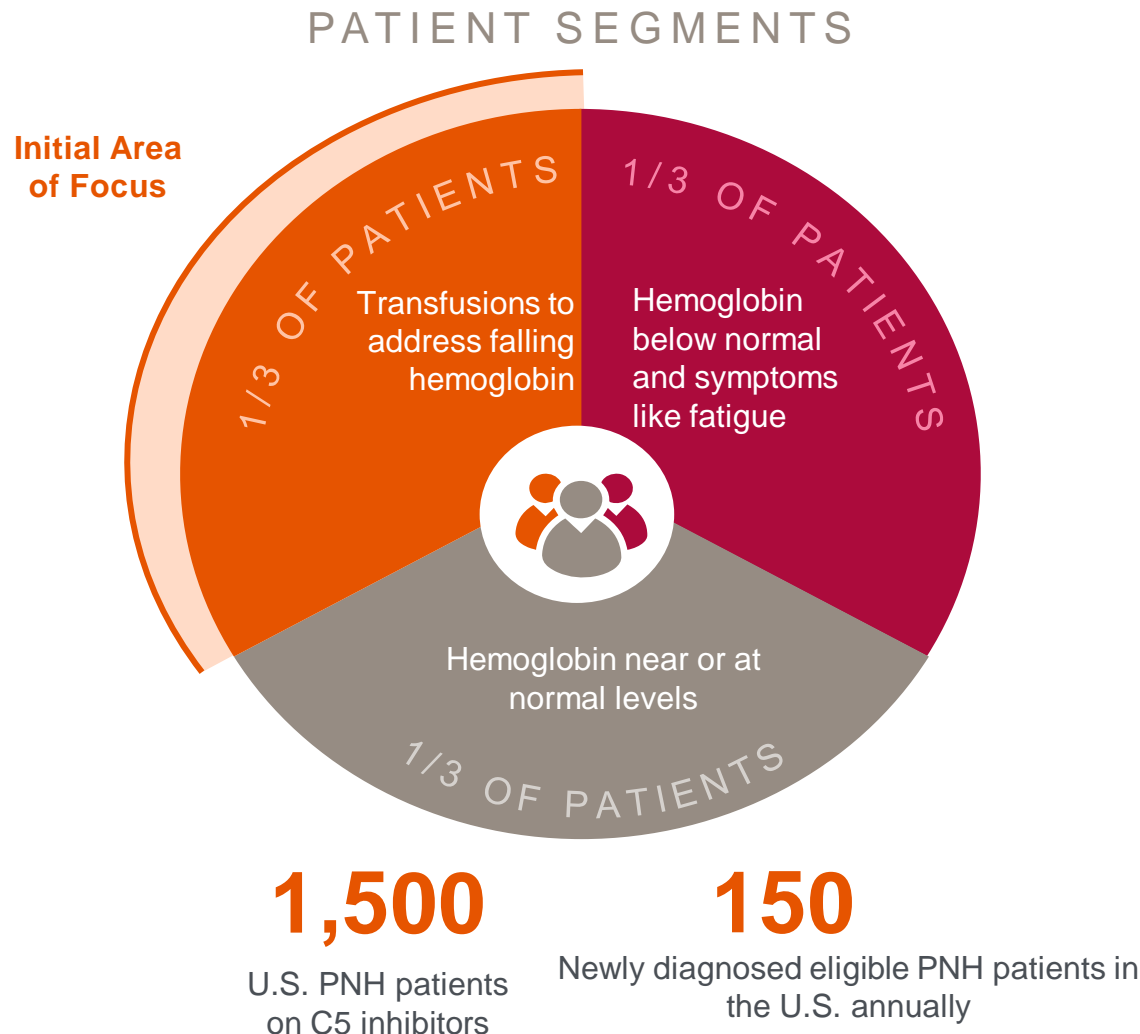 PATIENT SEGMENTS
Initial Area
of Focus
1/3 OF PATIENTS
Transfusions to
address falling
hemoglobin
1/3 OF PATIENTS
Hemoglobin
below normal
and symptoms
like fatigue
Hemoglobin near or at
normal levels
1/3 OF PATIENTS
1,500
U.S. PNH patients
on C5 inhibitors
150
Newly diagnosed eligible PNH patients in
the U.S. annually